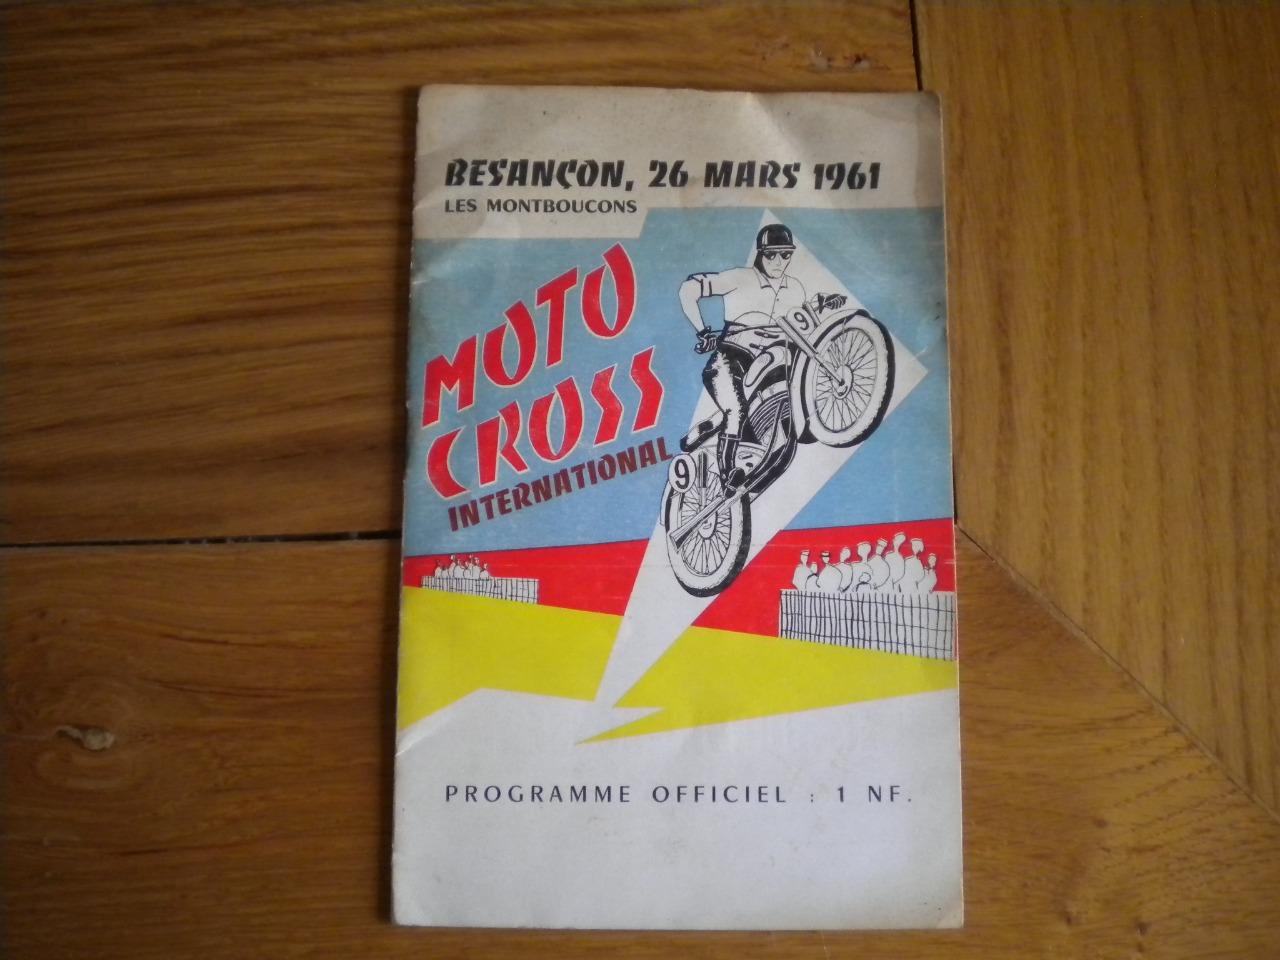 BESANÇON, 26 MARS 1961
LES MONTBOUCONS
MOTO
CROSS
INTERNATIONAL
9
9
PROGRAMME OFFICIEL : 1 NF.